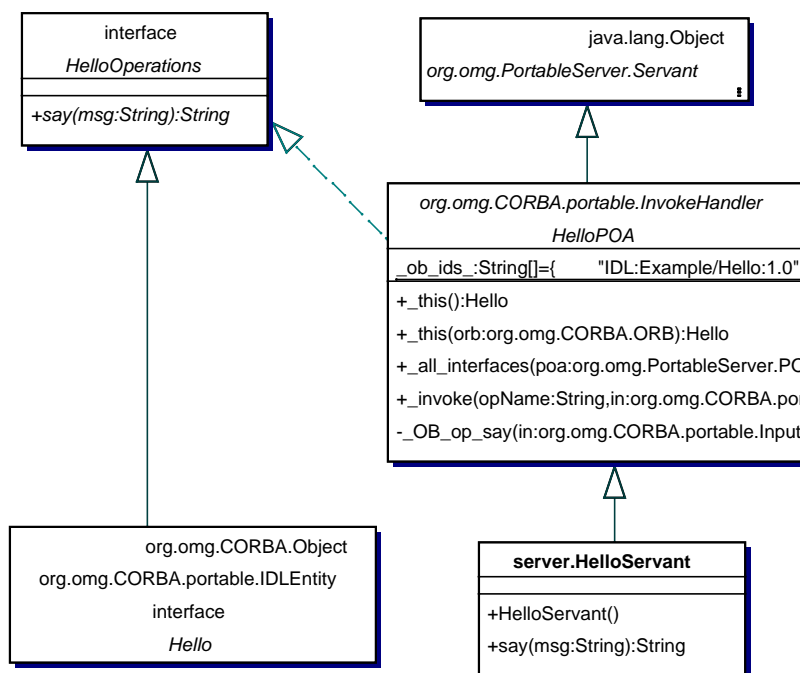 interface
HelloOperations
+say(msg:String):String
java.lang.Object
org.omg.PortableServer.Servant
org.omg.CORBA.portable.InvokeHandler
HelloPOA
_ob_ids_:String[]={ "IDL:Example/Hello:1.0"
+_this():Hello
+_this(orb:org.omg.CORBA.ORB):Hello
+_all_interfaces(poa:org.omg.PortableServer.PO
+_invoke(opName:String,in:org.omg.CORBA.por
-_OB_op_say(in:org.omg.CORBA.portable.Input
org.omg.CORBA.Object
org.omg.CORBA.portable.IDLEntity
interface
Hello
server.HelloServant
+HelloServant()
+say(msg:String):String